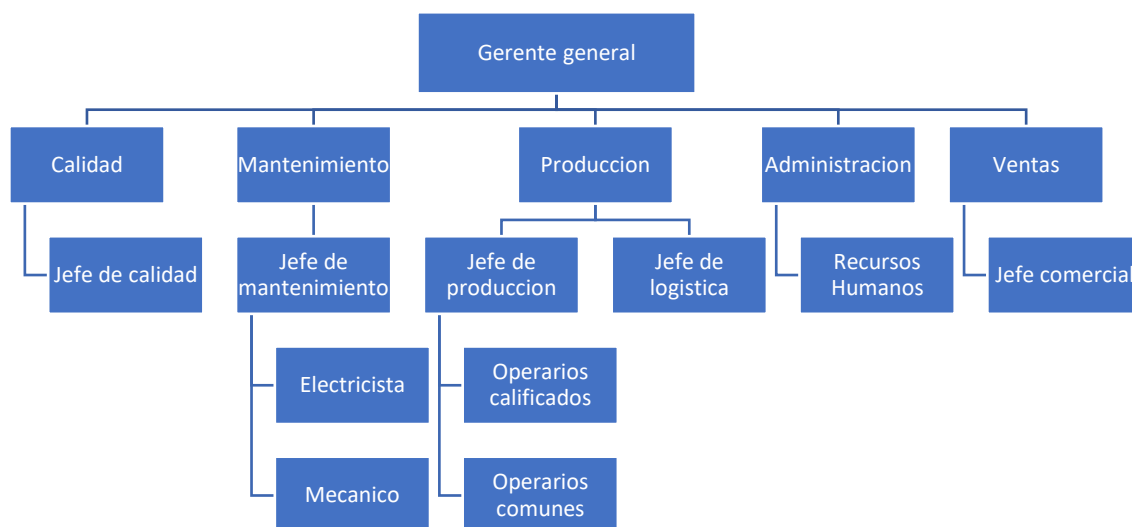 Gerente general
Calidad
Mantenimiento
Produccion
Administracion
Ventas
Jefe de calidad
Jefe de
mantenimiento
Jefe de
produccion
Jefe de
logistica
Recursos
Humanos
Jefe comercial
Electricista
Operarios
calificados
Mecanico
Operarios
comunes